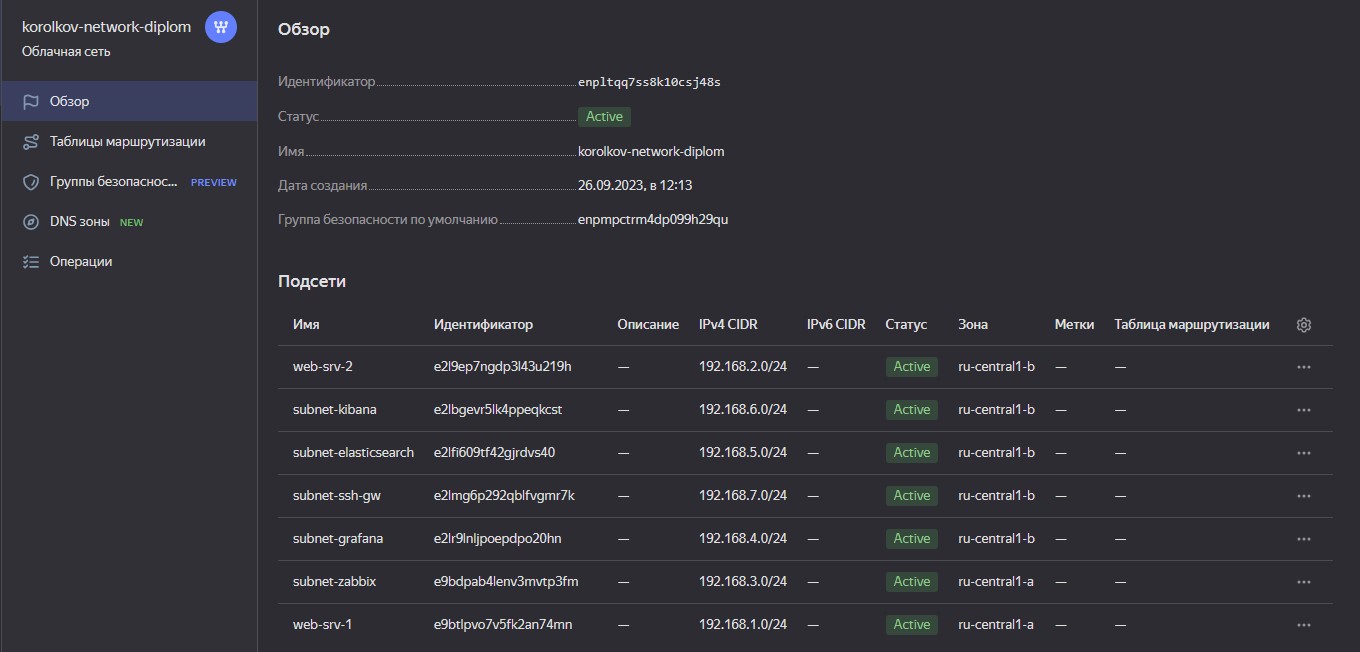 korolkov-network-diplom
Облачная сеть
Обзор
Таблицы маршрутизации
Группы безопаснос... PREVIEW
DNS зоны NEW
Операции
Обзор
Идентификатор enpltqq7ss8k10csj48s
Статус Active
Имя korolkov-network-diplom
Дата создания 26.09.2023, в 12:13
Группа безопасности по умолчанию enpmpctrm4dp099h29qu
Подсети
Имя Идентификатор Описание IPv4 CIDR IPv6 CIDR Статус Зона Метки Таблица маршрутизации
web-srv-2 e2l9ep7ngdp3l43u219h — 192.168.2.0/24 — Active ru-central1-b — —
subnet-kibana e2lbgevr5lk4ppeqkcst — 192.168.6.0/24 — Active ru-central1-b — —
subnet-elasticsearch e2lfi609tf42gjrdvs40 — 192.168.5.0/24 — Active ru-central1-b — —
subnet-ssh-gw e2lmg6p292qblfvgmr7k — 192.168.7.0/24 — Active ru-central1-b — —
subnet-grafana e2lr9lnljpoepdpo20hn — 192.168.4.0/24 — Active ru-central1-b — —
subnet-zabbix e9bdpab4lenv3mvtp3fm — 192.168.3.0/24 — Active ru-central1-a — —
web-srv-1 e9btlpvo7v5fk2an74mn — 192.168.1.0/24 — Active ru-central1-a — —